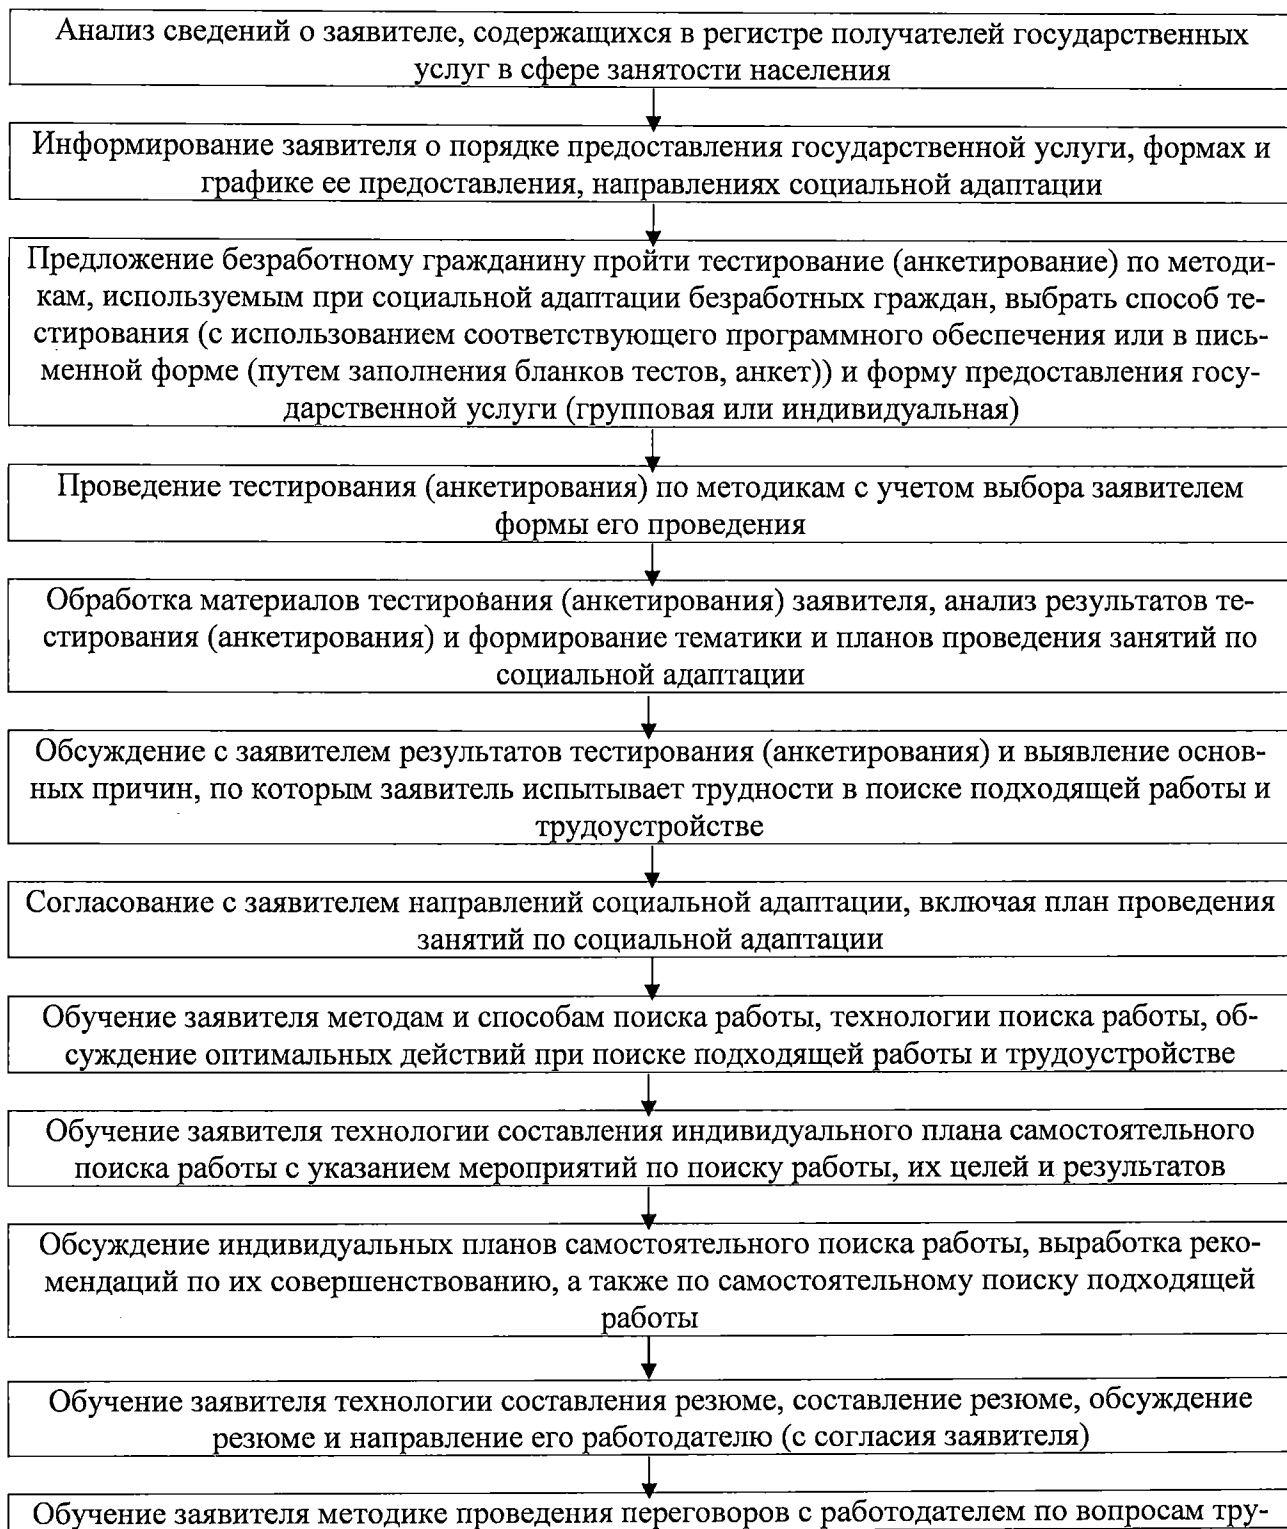 Анализ сведений о заявителе, содержащихся в регистре получателей государственных
услуг в сфере занятости населения
Информирование заявителя о порядке предоставления государственной услуги, формах и
графике ее предоставления, направлениях социальной адаптации
Предложение безработному гражданину пройти тестирование (анкетирование) по методи-
кам, используемым при социальной адаптации безработных граждан, выбрать способ те-
стирования (с использованием соответствующего программного обеспечения или в пись-
менной форме (путем заполнения бланков тестов, анкет)) и форму предоставления госу-
дарственной услуги (групповая или индивидуальная)
Проведение тестирования (анкетирования) по методикам с учетом выбора заявителем
формы его проведения
Обработка материалов тестирования (анкетирования) заявителя, анализ результатов те-
стирования (анкетирования) и формирование тематики и планов проведения занятий по
социальной адаптации
Обсуждение с заявителем результатов тестирования (анкетирования) и выявление основ-
ных причин, по которым заявитель испытывает трудности в поиске подходящей работы и
трудоустройстве
Согласование с заявителем направлений социальной адаптации, включая план проведения
занятий по социальной адаптации
Обучение заявителя методам и способам поиска работы, технологии поиска работы, об-
суждение оптимальных действий при поиске подходящей работы и трудоустройстве
Обучение заявителя технологии составления индивидуального плана самостоятельного
поиска работы с указанием мероприятий по поиску работы, их целей и результатов
Обсуждение индивидуальных планов самостоятельного поиска работы, выработка реко-
мендаций по их совершенствованию, а также по самостоятельному поиску подходящей
работы
Обучение заявителя технологии составления резюме, составление резюме, обсуждение
резюме и направление его работодателю (с согласия заявителя)
Обучение заявителя методике проведения переговоров с работодателем по вопросам тру-